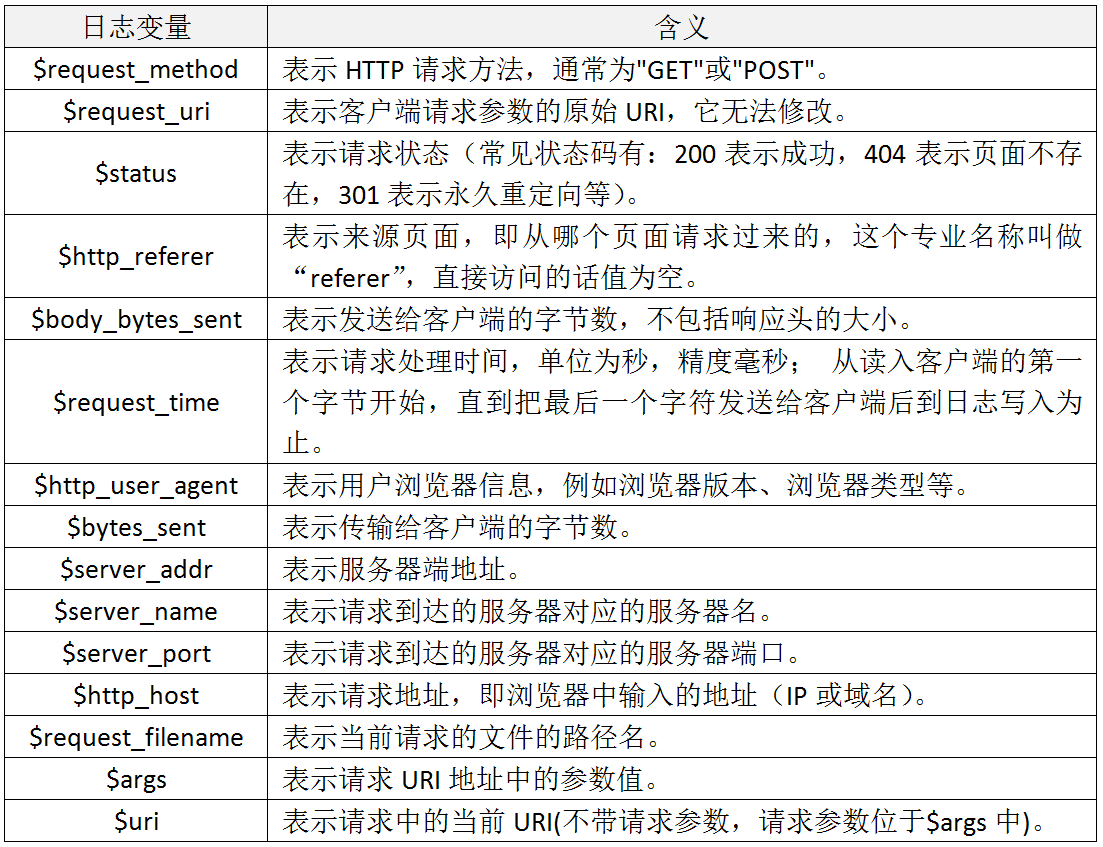 日志变量 含义
$request_method 表示 HTTP 请求方法，通常为"GET"或"POST"。
$request_uri 表示客户端请求参数的原始 URI，它无法修改。
$status 表示请求状态（常见状态码有：200 表示成功，404 表示页面不存
在，301 表示永久重定向等）。
$http_referer 表示来源页面，即从哪个页面请求过来的，这个专业名称叫做
“referer”，直接访问的话值为空。
$body_bytes_sent 表示发送给客户端的字节数，不包括响应头的大小。
$request_time 表示请求处理时间，单位为秒，精度毫秒； 从读入客户端的第一
个字节开始，直到把最后一个字符发送给客户端后到日志写入为
止。
$http_user_agent 表示用户浏览器信息，例如浏览器版本、浏览器类型等。
$bytes_sent 表示传输给客户端的字节数。
$server_addr 表示服务器端地址。
$server_name 表示请求到达的服务器对应的服务器名。
$server_port 表示请求到达的服务器对应的服务器端口。
$http_host 表示请求地址，即浏览器中输入的地址（IP 或域名）。
$request_filename 表示当前请求的文件的路径名。
$args 表示请求 URI 地址中的参数值。
$uri 表示请求中的当前 URI(不带请求参数，请求参数位于$args 中)。